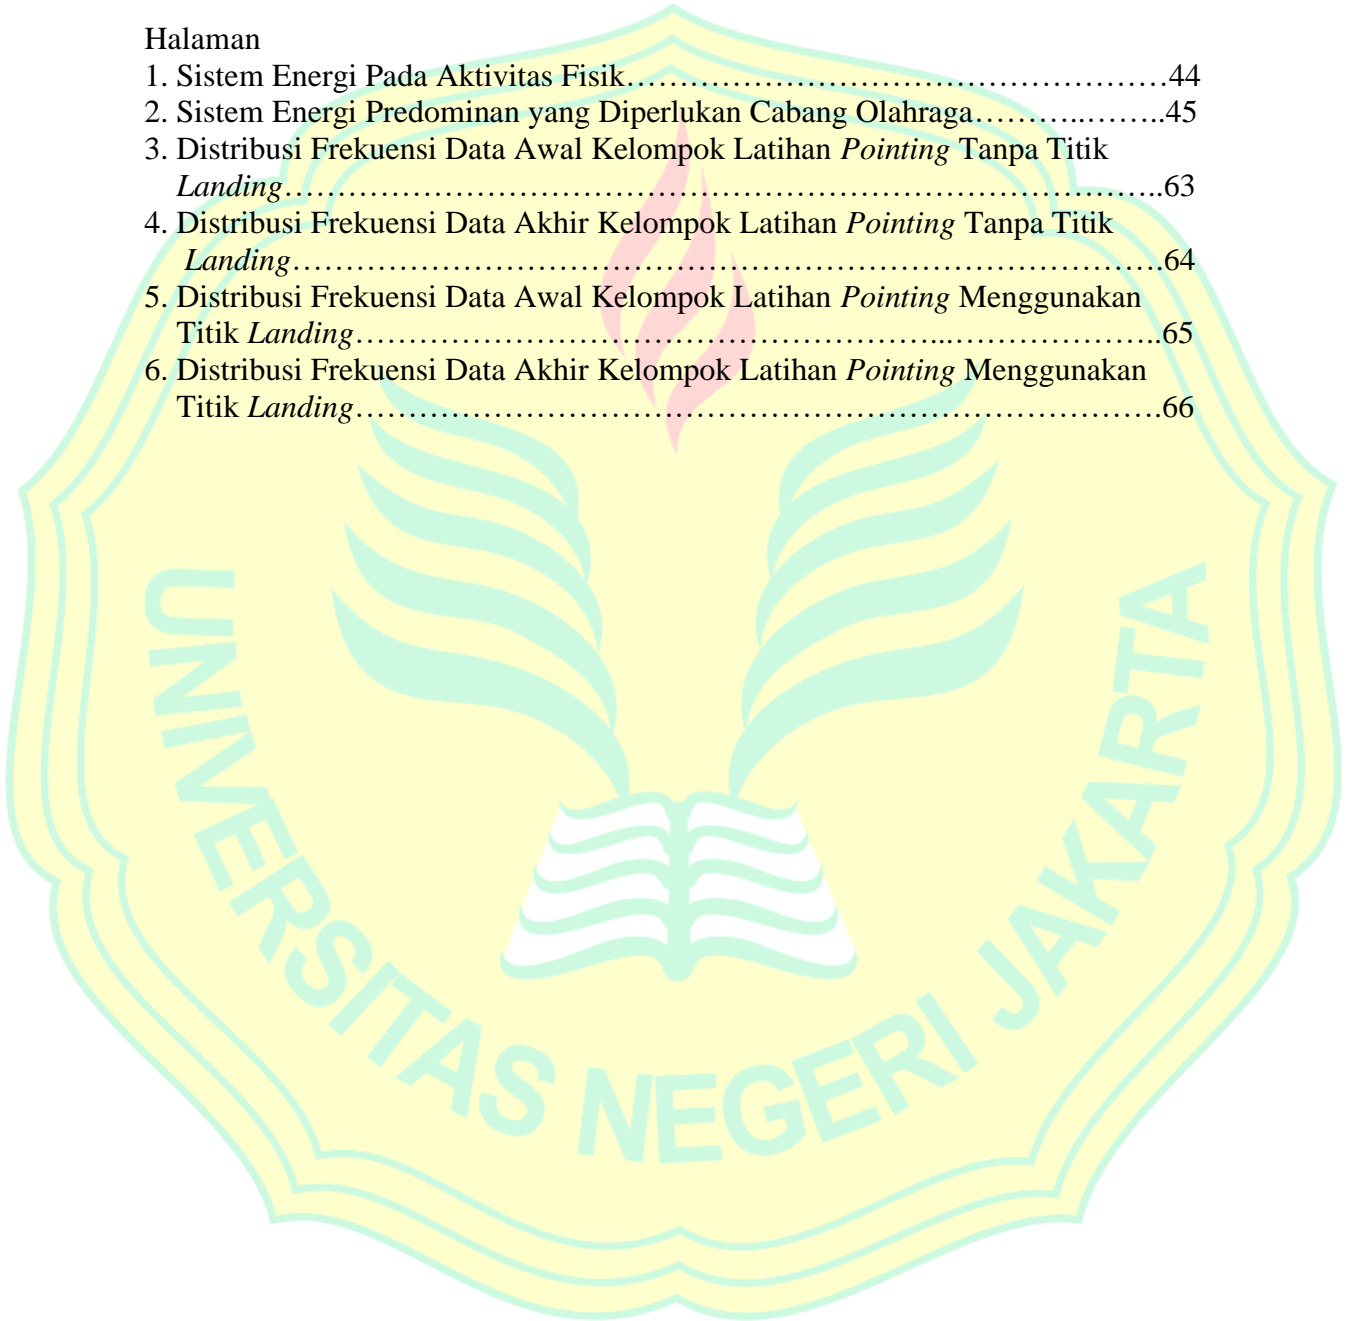 Halaman
1. Sistem Energi Pada Aktivitas Fisik……………………………………………44
2. Sistem Energi Predominan yang Diperlukan Cabang Olahraga………..……..45
3. Distribusi Frekuensi Data Awal Kelompok Latihan Pointing Tanpa Titik
Landing………………………………………………………………………..63
4. Distribusi Frekuensi Data Akhir Kelompok Latihan Pointing Tanpa Titik
Landing……………………………………………………………………….64
5. Distribusi Frekuensi Data Awal Kelompok Latihan Pointing Menggunakan
Titik Landing………………………………………………...………………..65
6. Distribusi Frekuensi Data Akhir Kelompok Latihan Pointing Menggunakan
Titik Landing………………………………………………………………….66
UNIVERSITAS NEGERI JAKARTA